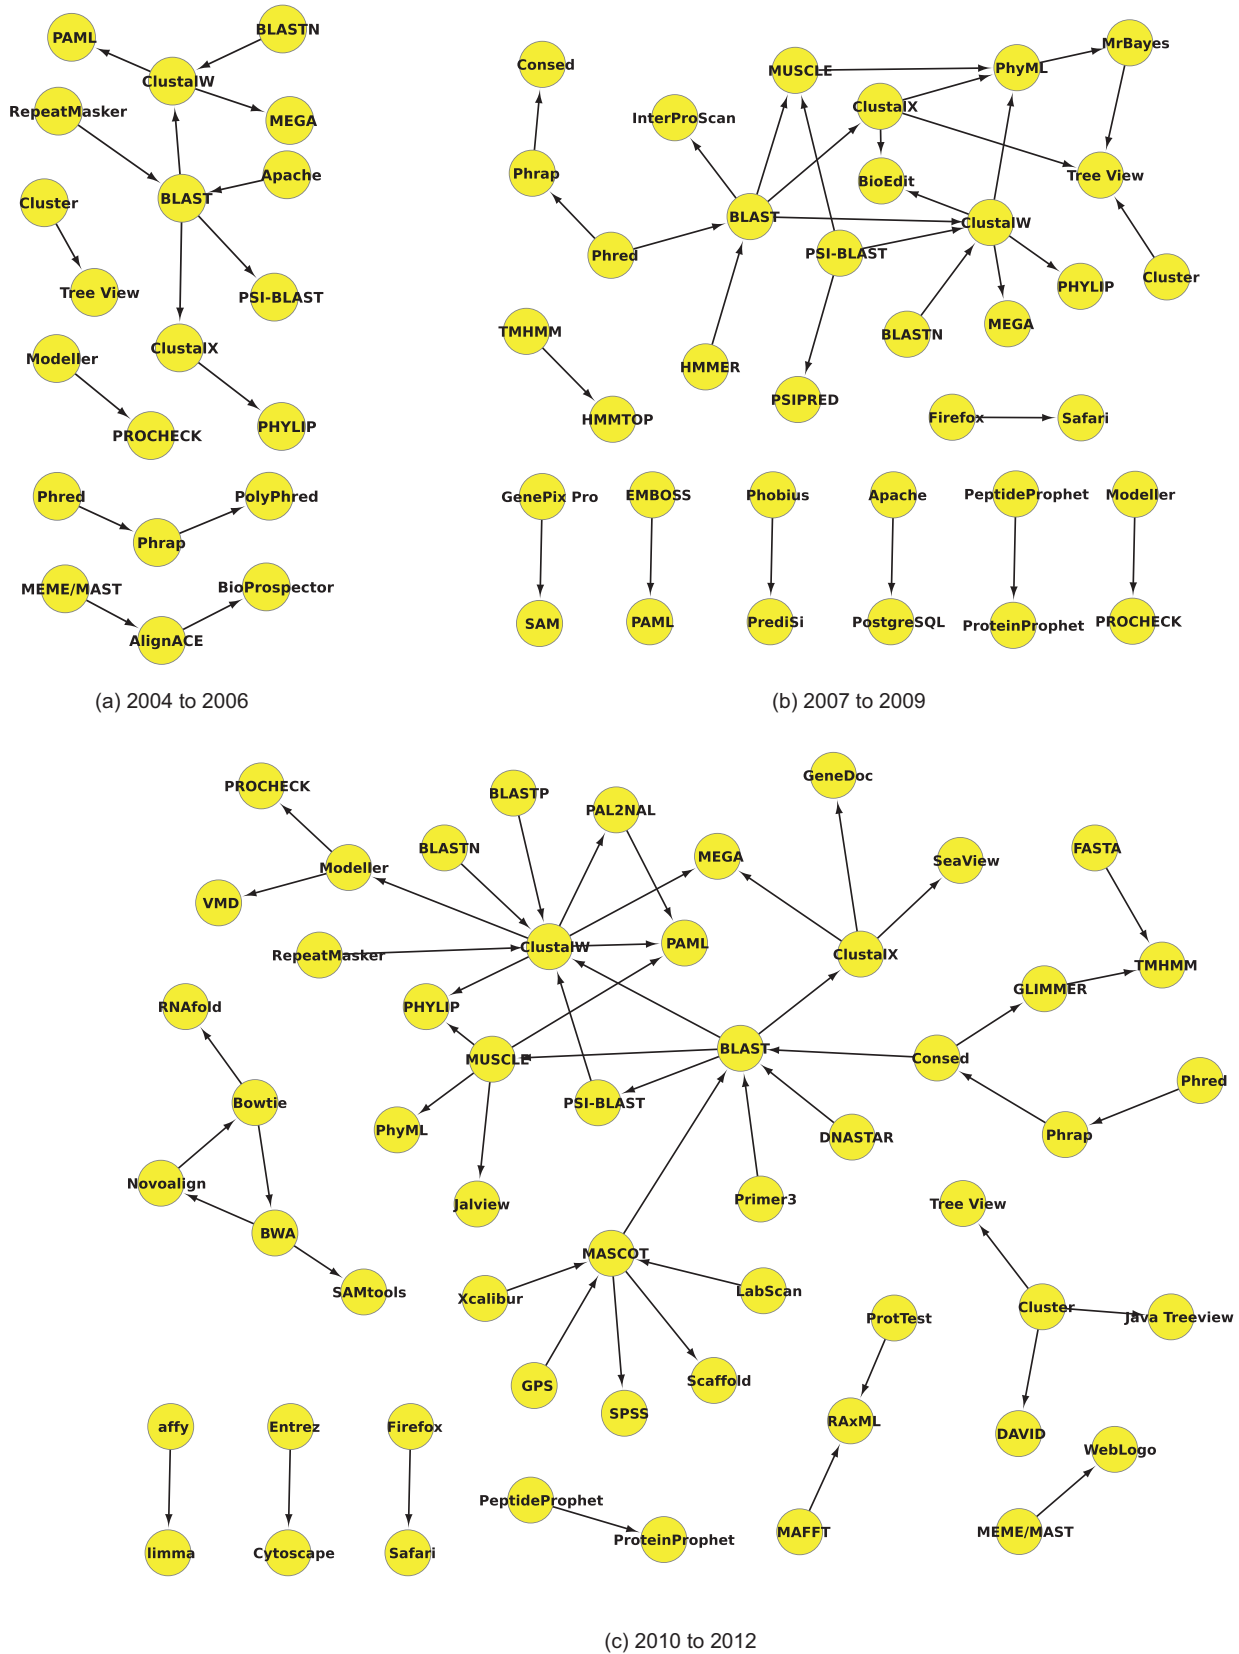 PAML
BLASTN
ClustalW
RepeatMasker
MEGA
Apache
BLAST
Cluster
Tree View
PSI-BLAST
ClustalX
Modeller
PHYLIP
PROCHECK
Phred
PolyPhred
Phrap
MEME/MAST
BioProspector
AlignACE
(a) 2004 to 2006
MrBayes
Consed
MUSCLE
PhyML
ClustalX
InterProScan
Phrap
BioEdit
Tree View
BLAST
ClustalW
Phred
PSI-BLAST
Cluster
PHYLIP
MEGA
BLASTN
TMHMM
HMMER
PSIPRED
HMMTOP
Firefox
Safari
GenePix Pro
EMBOSS
Phobius
Apache
PeptideProphet
Modeller
SAM
PAML
PrediSi
PostgreSQL
ProteinProphet
PROCHECK
(b) 2007 to 2009
GeneDoc
PROCHECK
BLASTP
PAL2NAL
BLASTN
MEGA
SeaView
FASTA
Modeller
VMD
RepeatMasker
ClustalW
PAML
ClustalX
TMHMM
GLIMMER
RNAfold
PHYLIP
MUSCLE
BLAST
Consed
Phred
Bowtie
PSI-BLAST
PhyML
DNASTAR
Phrap
Novoalign
Jalview
Primer3
Tree View
BWA
MASCOT
SAMtools
Xcalibur
LabScan
Cluster
Java Treeview
ProtTest
GPS
Scaffold
SPSS
RAxML
DAVID
affy
Entrez
Firefox
WebLogo
PeptideProphet
ProteinProphet
MAFFT
MEME/MAST
limma
Cytoscape
Safari
(c) 2010 to 2012